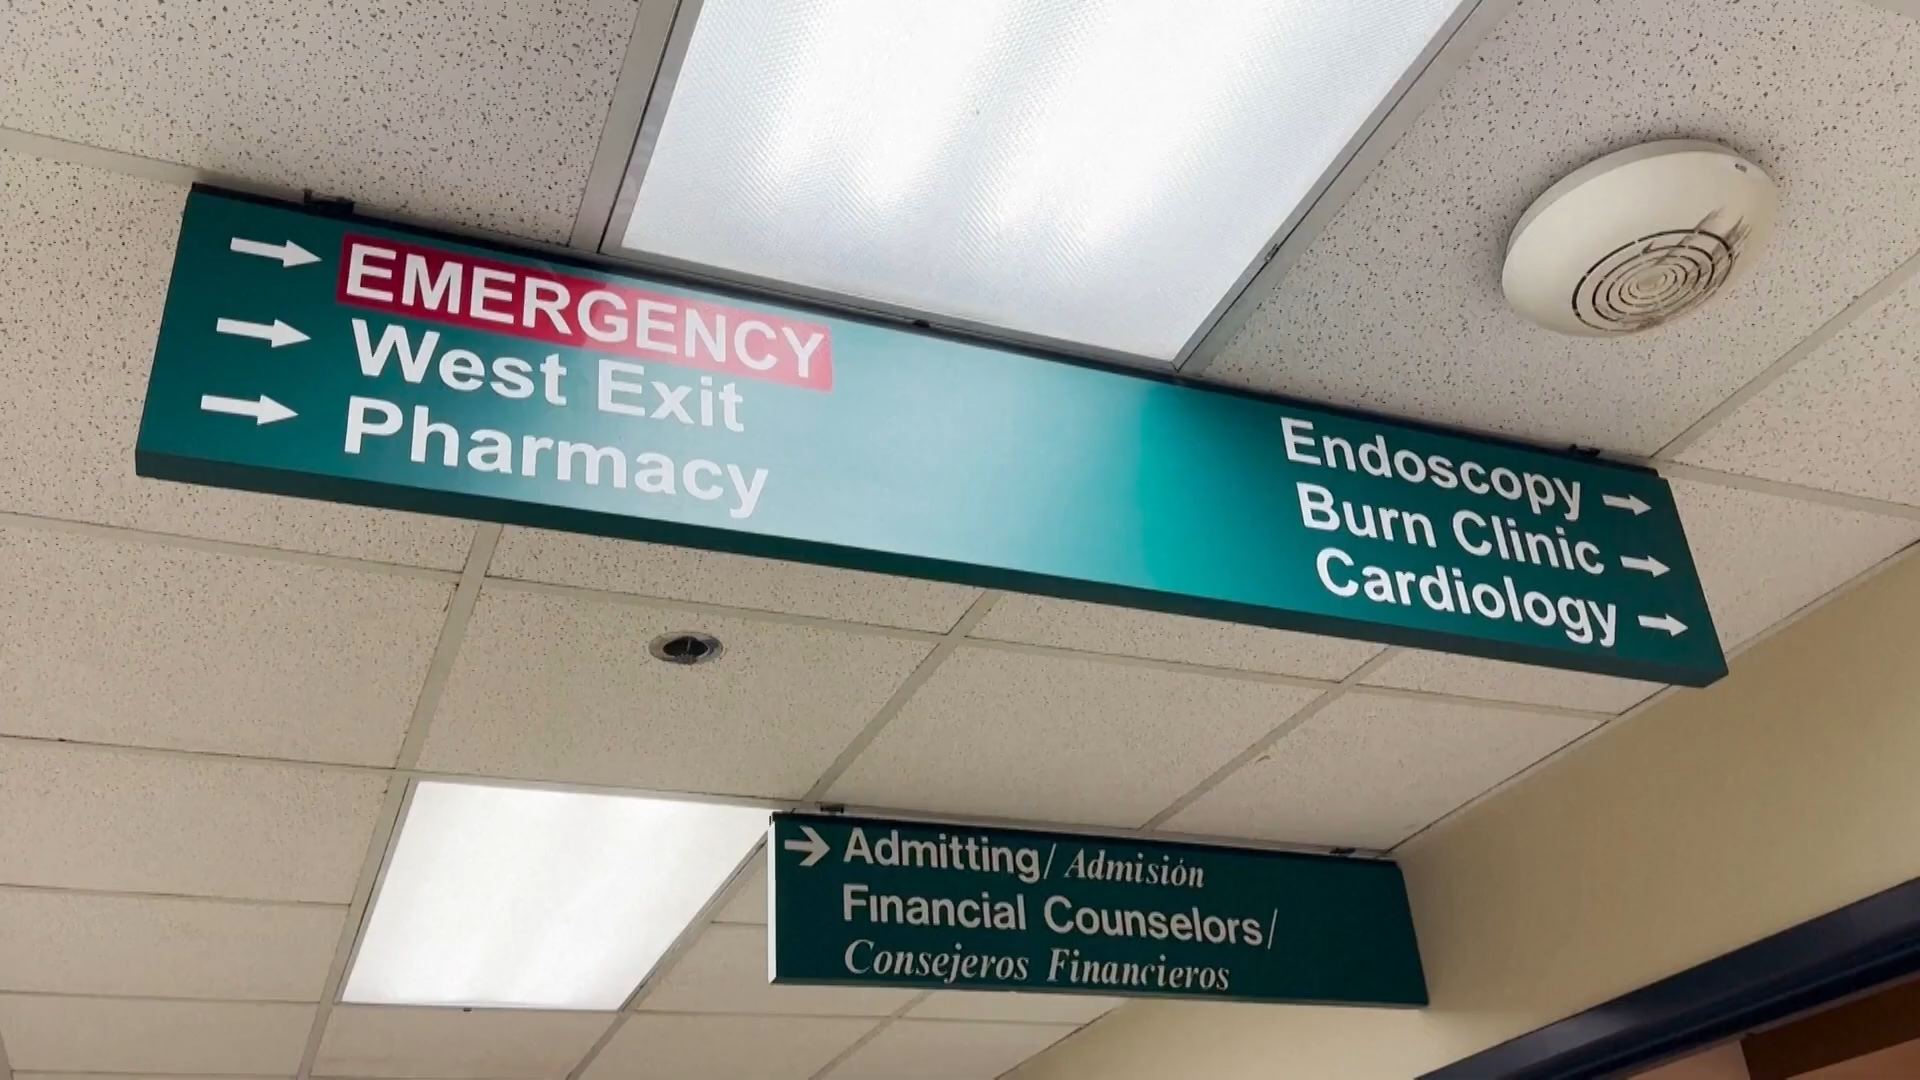 EMERGENCY
West Exit
Pharmacy
Endoscopy
Burn Clinic
Cardiology
Admitting/ Admisión
Financial Counselors/
Consejeros Financieros